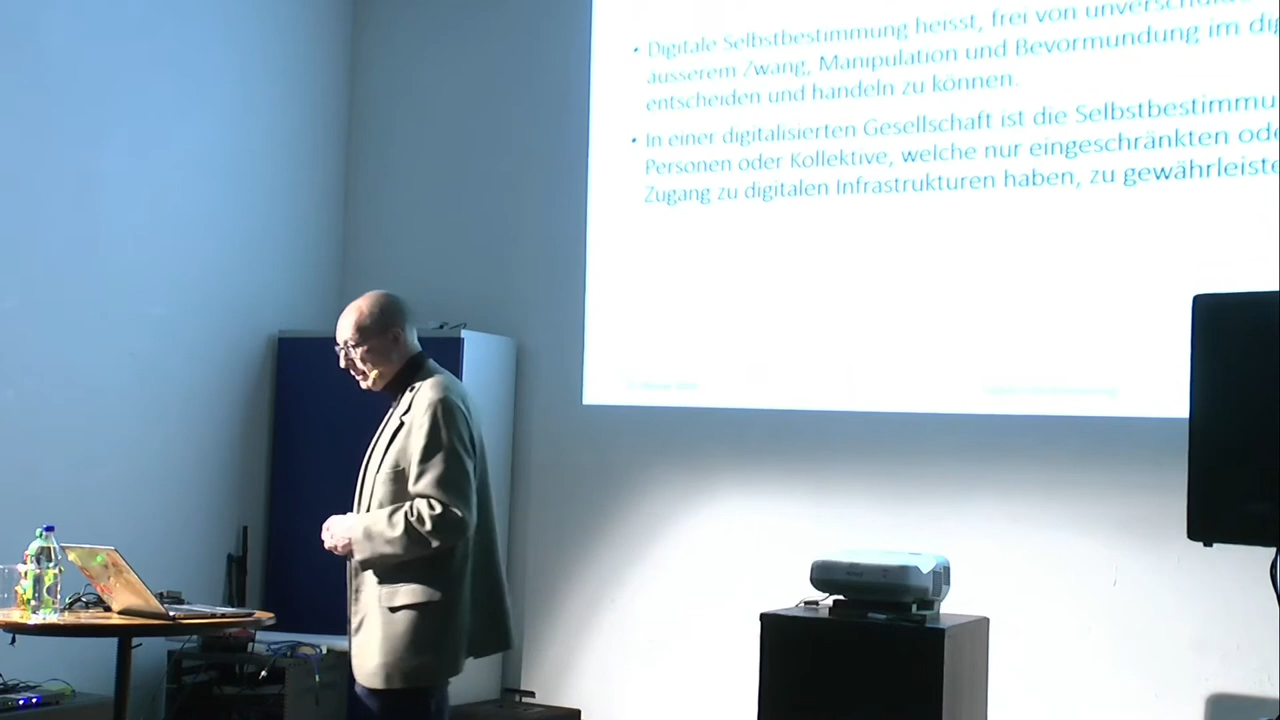 • Digitale Selbstbestimmung heisst, frei von
äusserem Zwang, Manipulation und Bevormundung im
entscheiden und handeln zu können.
• In einer digitalisierten Gesellschaft ist die
Personen oder Kollektive, welche nur eingeschränkten
Zugang zu digitalen Infrastrukturen haben, zu